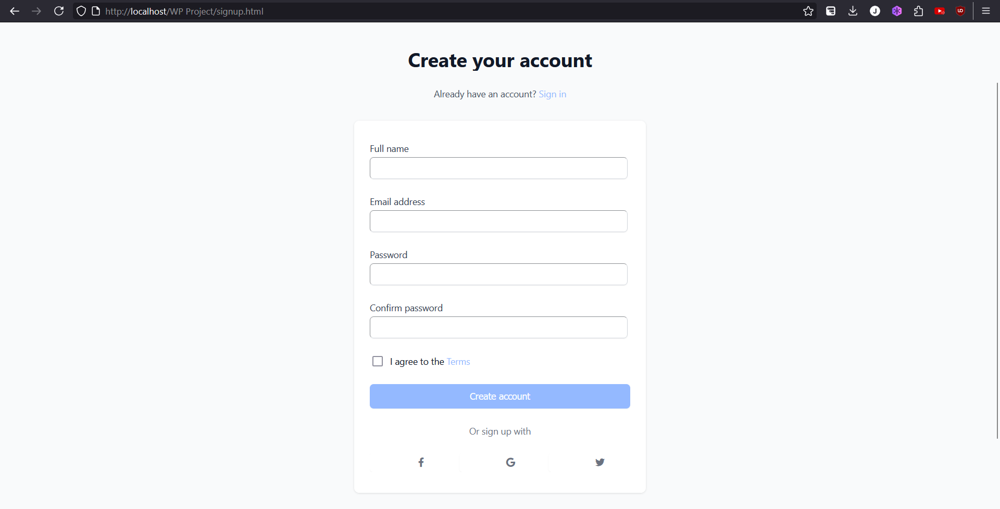 http://localhost/WP Project/signup.html
Create your account
Already have an account? Sign in
Full name
Email address
Password
Confirm password
I agree to the Terms
Create account
Or sign up with